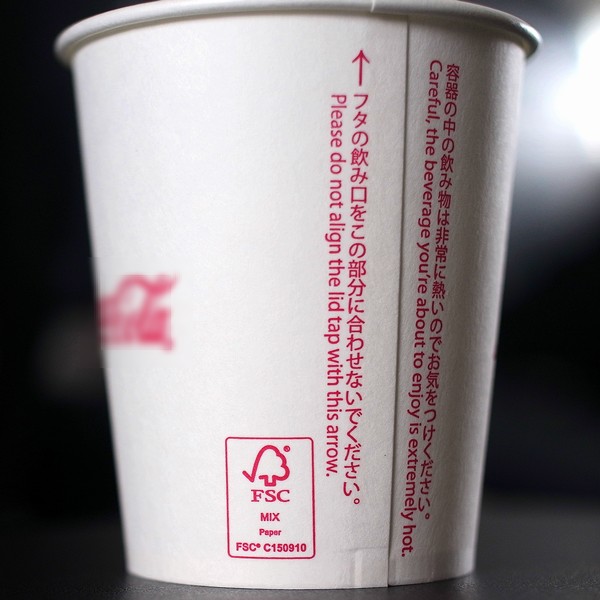 容器の中の飲み物は非常に熱いのでお気をつけください。
Careful, the beverage you're about to enjoy is extremely hot.
↑フタの飲み口をこの部分に合わせないでください。
Please do not align the lid tap with this arrow.
FSC®
MIX
Paper
FSC® C150910